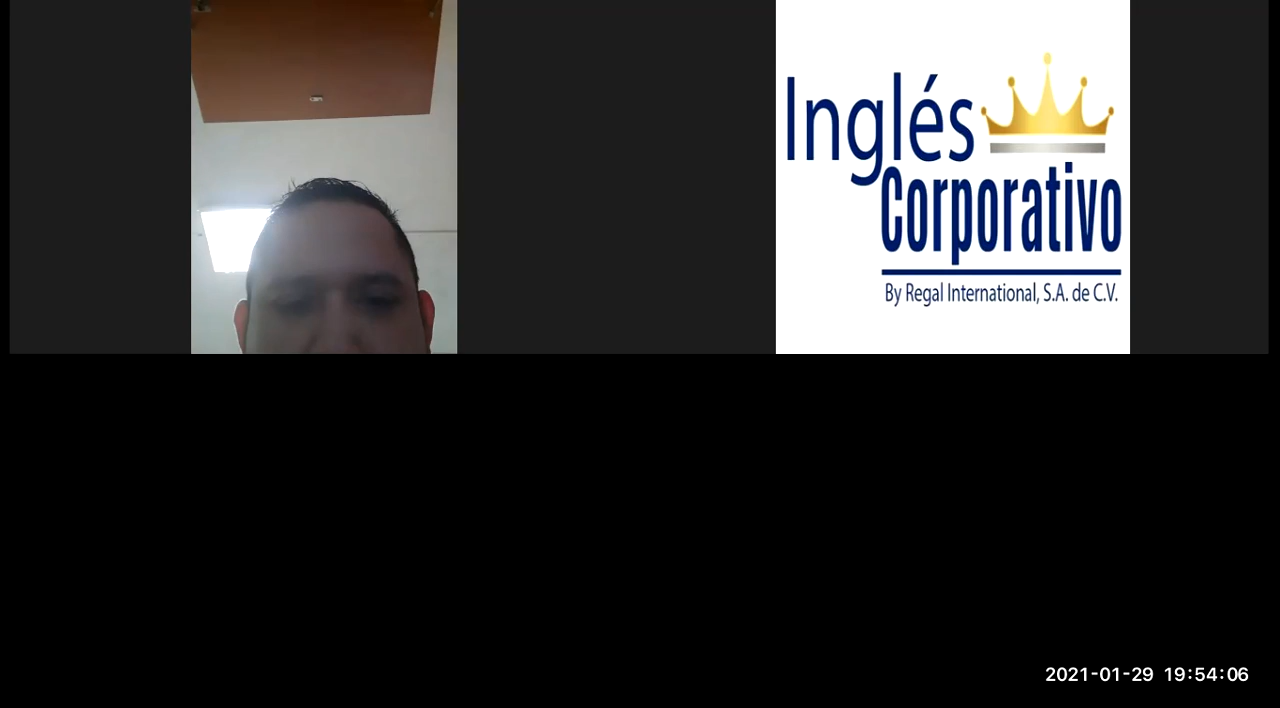 Inglés
Corporativo
By Regal International, S.A. de C.V.
2021-01-29 19:54:06